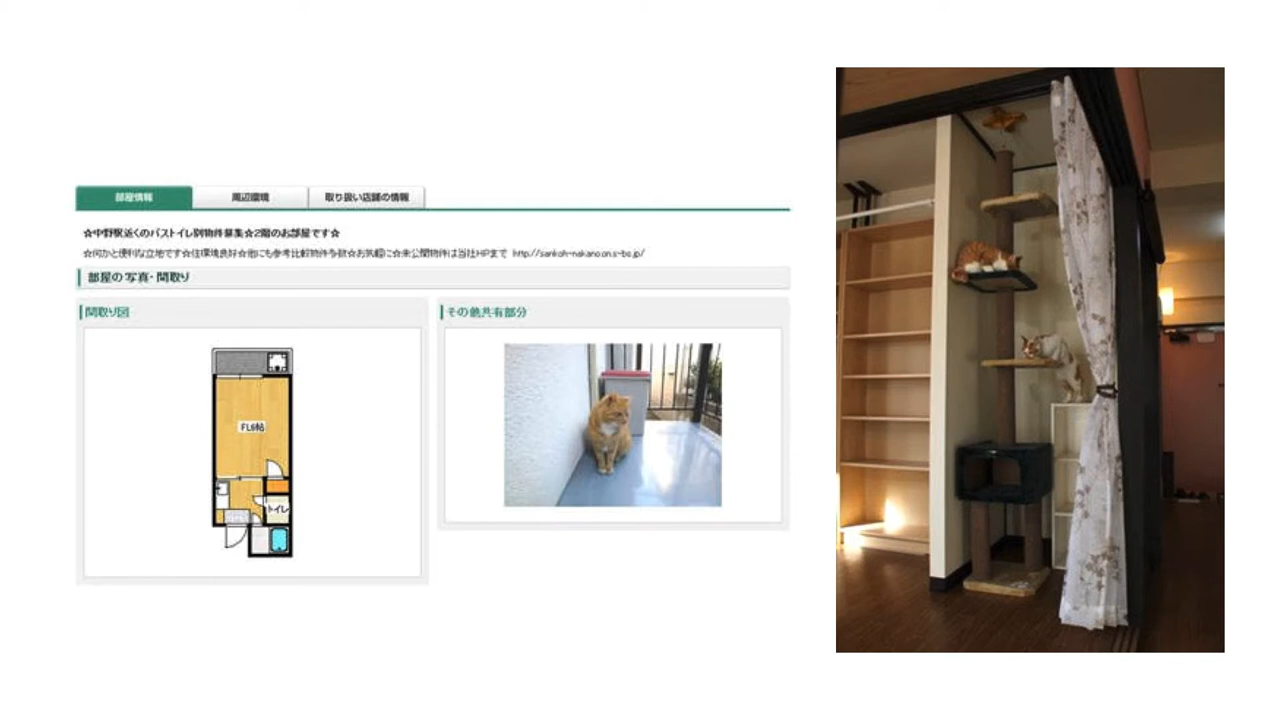 部屋情報
周辺環境
取り扱い店舗の情報
☆中野駅近くのバストイレ別物件募集☆2階のお部屋です☆
☆何かと便利な立地です☆住環境良好☆他にも参考比較物件多数☆お気軽に☆未公開物件は当社HPまで http://sankoh-nakano.on.s-bs.jp/
部屋の写真・間取り
間取り図
その他共有部分
FL6帖
トイレ